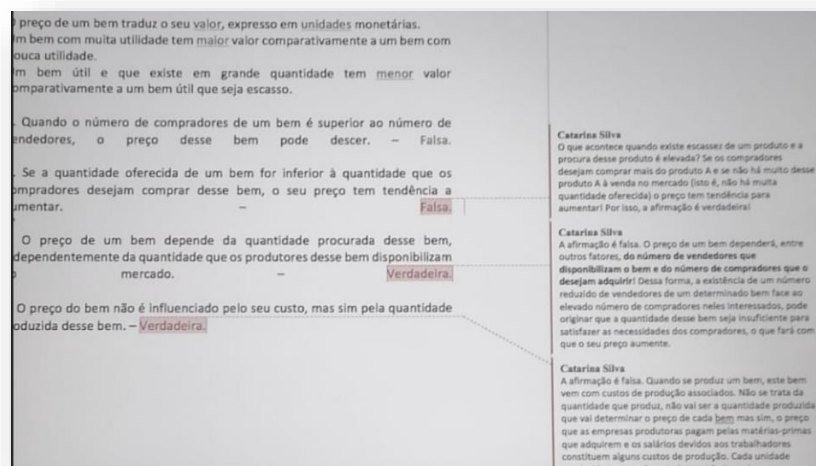 preço de um bem traduz o seu valor, expresso em unidades monetárias.
m bem com muita utilidade tem maior valor comparativamente a um bem com
ouca utilidade.
m bem útil e que existe em grande quantidade tem menor valor
omparativamente a um bem útil que seja escasso.
. Quando o número de compradores de um bem é superior ao número de
endedores, o preço desse bem pode descer. – Falsa.
. Se a quantidade oferecida de um bem for inferior à quantidade que os
ompradores desejam comprar desse bem, o seu preço tem tendência a
umentar. – Falsa.
O preço de um bem depende da quantidade procurada desse bem,
dependentemente da quantidade que os produtores desse bem disponibilizam
mercado. – Verdadeira.
O preço do bem não é influenciado pelo seu custo, mas sim pela quantidade
oduzida desse bem. – Verdadeira.
Catarina Silva
O que acontece quando existe escassez de um produto e a
procura desse produto é elevada? Se os compradores
desejam comprar mais do produto A e se não há muito desse
produto A à venda no mercado (isto é, não há muita
quantidade oferecida) o preço tem tendência para
aumentar! Por isso, a afirmação é verdadeira!
Catarina Silva
A afirmação é falsa. O preço de um bem dependerá, entre
outros fatores, do número de vendedores que
disponibilizam o bem e do número de compradores que o
desejam adquirir! Dessa forma, a existência de um número
reduzido de vendedores de um determinado bem face ao
elevado número de compradores neles interessados, pode
originar que a quantidade desse bem seja insuficiente para
satisfazer as necessidades dos compradores, o que fará com
que o seu preço aumente.
Catarina Silva
A afirmação é falsa. Quando se produz um bem, este bem
vem com custos de produção associados. Não se trata da
quantidade que produz, não vai ser a quantidade produzida
que vai determinar o preço de cada bem mas sim, o preço
que as empresas produtoras pagam pelas matérias-primas
que adquirem e os salários devidos aos trabalhadores
constituem alguns custos de produção. Cada unidade